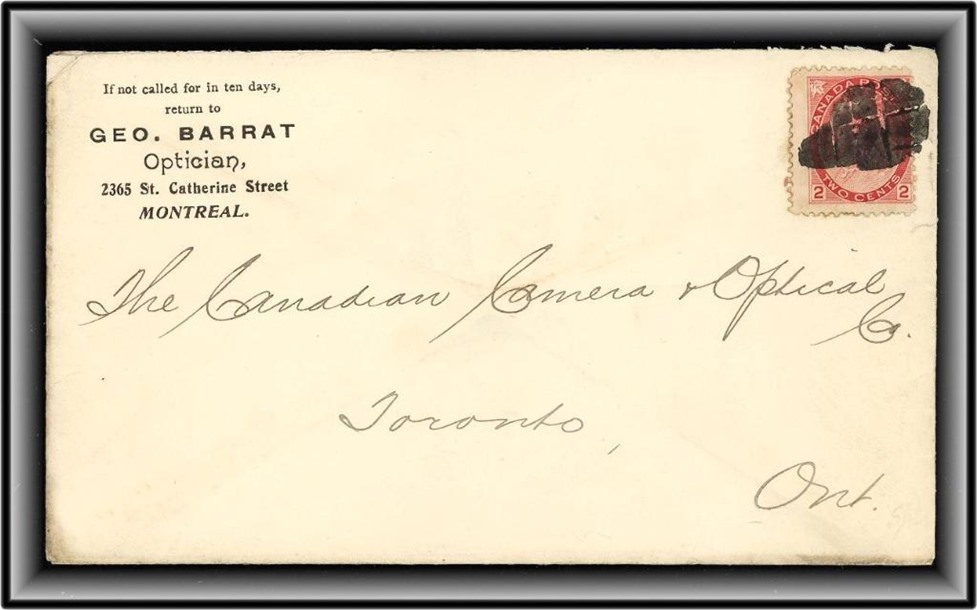 If not called for in ten days,
return to
GEO. BARRAT
Optician,
2365 St. Catherine Street
MONTREAL.
CANADA POS
TWO CENTS
2 2
The Canadian Camera & Optical
Co.
Toronto,
Ont.